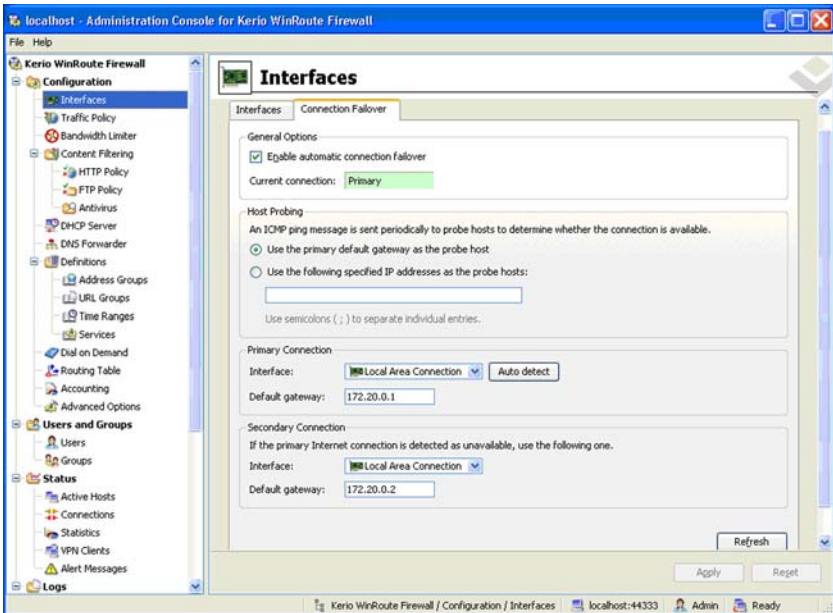 localhost - Administration Console for Kerio WinRoute Firewall
File Help
Kerio WinRoute Firewall
Configuration
Interfaces
Traffic Policy
Bandwidth Limiter
Content Filtering
HTTP Policy
FTP Policy
Antivirus
DHCP Server
DNS Forwarder
Definitions
Address Groups
URL Groups
Time Ranges
Services
Dial on Demand
Routing Table
Accounting
Advanced Options
Users and Groups
Users
Groups
Status
Active Hosts
Connections
Statistics
VPN Clients
Alert Messages
Logs
Interfaces
Interfaces Connection Failover
General Options
Enable automatic connection failover
Current connection: Primary
Host Probing
An ICMP ping message is sent periodically to probe hosts to determine whether the connection is available.
Use the primary default gateway as the probe host
Use the following specified IP addresses as the probe hosts:
Use semicolons ( ; ) to separate individual entries.
Primary Connection
Interface: Local Area Connection Auto detect
Default gateway: 172.20.0.1
Secondary Connection
If the primary Internet connection is detected as unavailable, use the following one.
Interface: Local Area Connection
Default gateway: 172.20.0.2
Refresh
Apply Reset
Kerio WinRoute Firewall / Configuration / Interfaces localhost:44333 Admin Ready